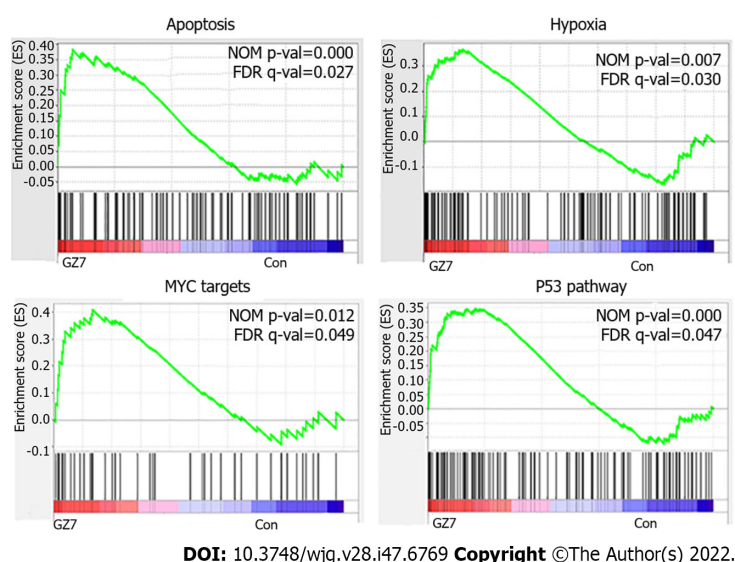 Apoptosis
Enrichment score (ES)
0.40
0.35
0.30
0.25
0.20
0.15
0.10
0.05
0.00
-0.05
NOM p-val=0.000
FDR q-val=0.027
GZ7 Con
Hypoxia
Enrichment score (ES)
0.3
0.2
0.1
0.0
-0.1
NOM p-val=0.007
FDR q-val=0.030
GZ7 Con
MYC targets
Enrichment score (ES)
0.4
0.3
0.2
0.1
0.0
-0.1
NOM p-val=0.012
FDR q-val=0.049
GZ7 Con
P53 pathway
Enrichment score (ES)
0.35
0.30
0.25
0.20
0.15
0.10
0.05
0.00
-0.05
NOM p-val=0.000
FDR q-val=0.047
GZ7 Con
DOI: 10.3748/wjg.v28.i47.6769 Copyright ©The Author(s) 2022.